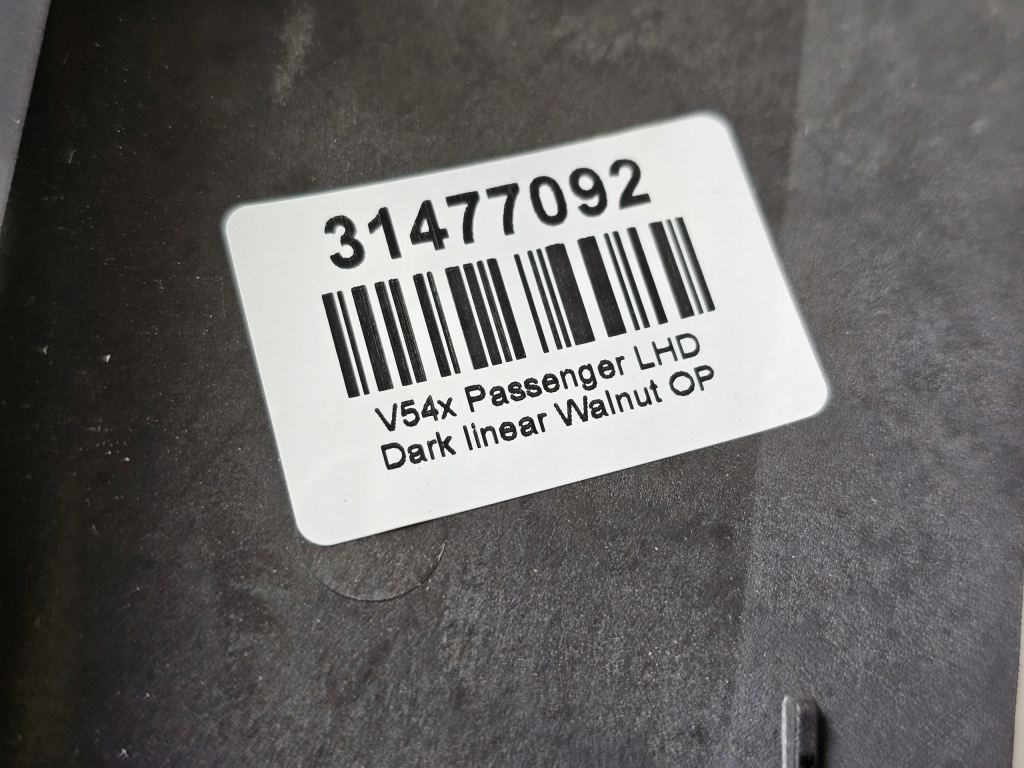 31477092
V54x Passenger LHD
Dark linear Walnut OP